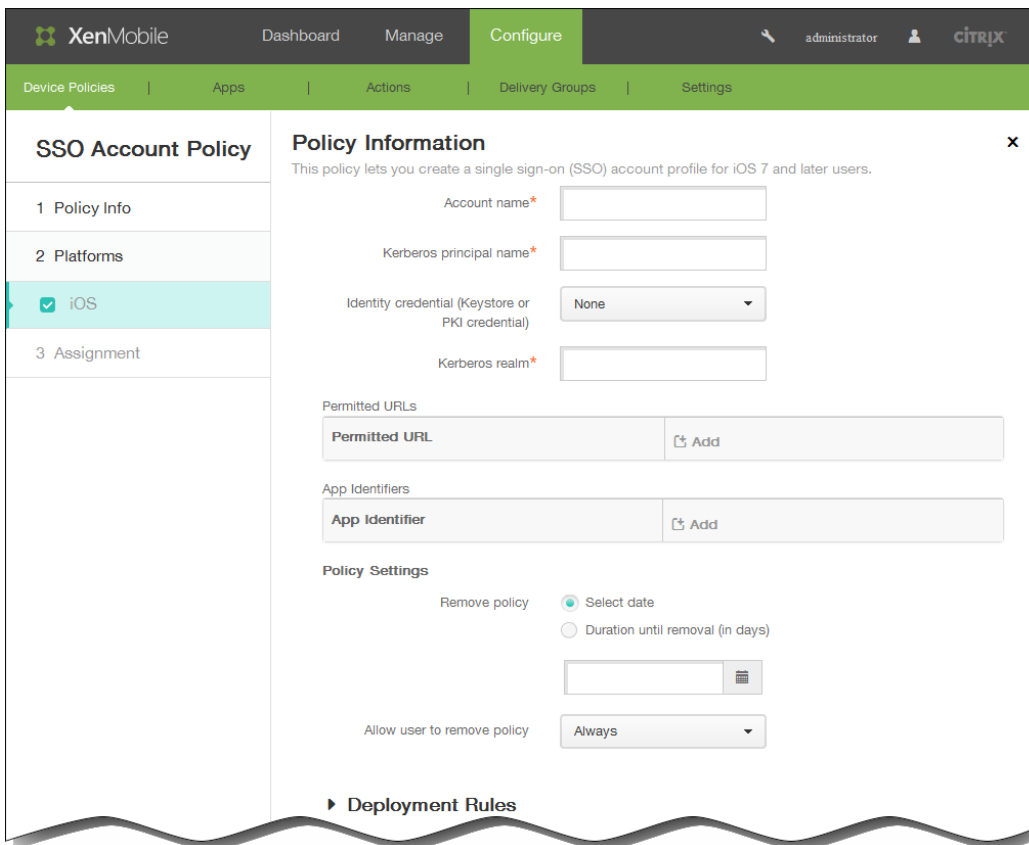 XenMobile Dashboard Manage Configure administrator CİTRIX
Device Policies | Apps | Actions | Delivery Groups | Settings
SSO Account Policy
1 Policy Info
2 Platforms
iOS
3 Assignment
Policy Information
This policy lets you create a single sign-on (SSO) account profile for iOS 7 and later users.
Account name*
Kerberos principal name*
Identity credential (Keystore or
PKI credential)
None
Kerberos realm*
Permitted URLs
Permitted URL Add
App Identifiers
App Identifier Add
Policy Settings
Remove policy Select date
Duration until removal (in days)
Allow user to remove policy Always
Deployment Rules